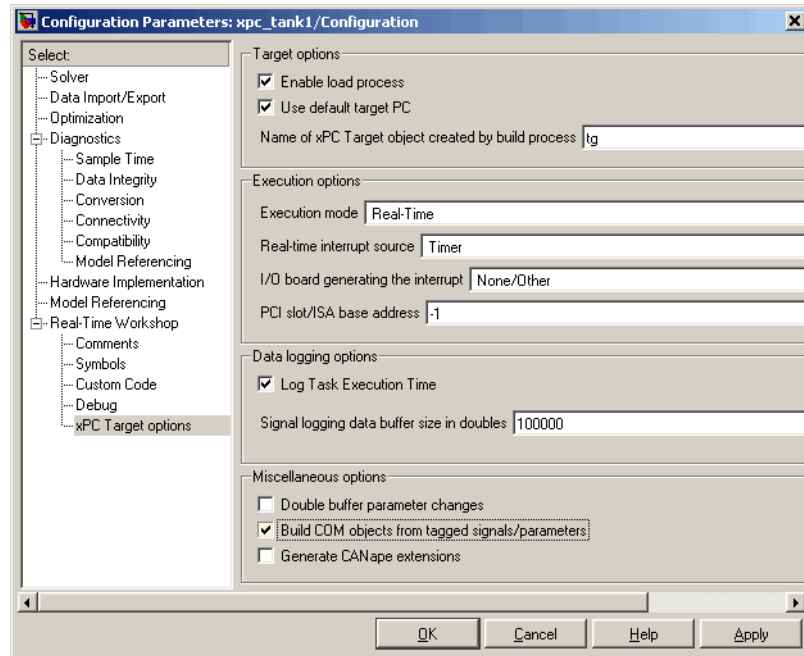 Configuration Parameters: xpc_tank1/Configuration
Select:
Solver
Data Import/Export
Optimization
Diagnostics
Sample Time
Data Integrity
Conversion
Connectivity
Compatibility
Model Referencing
Hardware Implementation
Model Referencing
Real-Time Workshop
Comments
Symbols
Custom Code
Debug
xPC Target options
Target options
Enable load process
Use default target PC
Name of xPC Target object created by build process tg
Execution options
Execution mode Real-Time
Real-time interrupt source Timer
I/O board generating the interrupt None/Other
PCI slot/ISA base address -1
Data logging options
Log Task Execution Time
Signal logging data buffer size in doubles 100000
Miscellaneous options
Double buffer parameter changes
Build COM objects from tagged signals/parameters
Generate CANape extensions
OK Cancel Help Apply